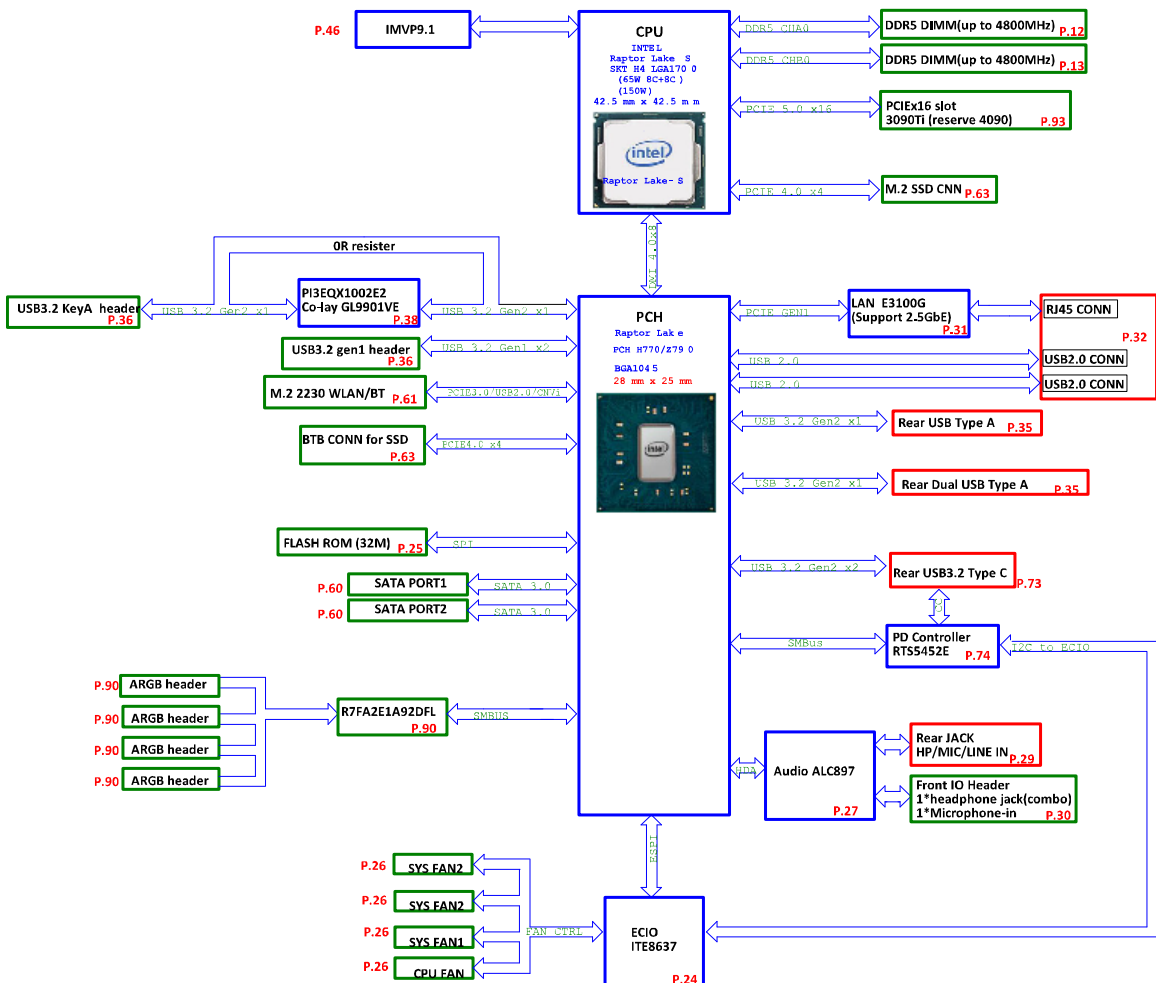 P.46
IMVP9.1
CPU
INTEL
Raptor Lake S
SKT H4 LGA170 0
(65W 8C+8C )
(150W)
42.5 mm x 42.5 m m
intel
Raptor Lake- S
DDR5 CHA0
DDR5 DIMM(up to 4800MHz) P.12
DDR5 CHB0
DDR5 DIMM(up to 4800MHz) P.13
PCIE 5.0 x16
PCIEx16 slot
3090Ti (reserve 4090) P.93
PCIE 4.0 x4
M.2 SSD CNN P.63
DMI 4.0x8
0R resister
USB3.2 KeyA header
P.36
USB 3.2 Gen2 x1
PI3EQX1002E2
Co-lay GL9901VE
P.38
USB 3.2 Gen2 x1
USB3.2 gen1 header
P.36
USB 3.2 Gen1 x2
M.2 2230 WLAN/BT
P.61
PCIE3.0/USB2.0/CNVi
BTB CONN for SSD
P.63
PCIE4.0 x4
FLASH ROM (32M) P.25
SPI
P.60
SATA PORT1
SATA 3.0
P.60
SATA PORT2
SATA 3.0
P.90
ARGB header
P.90
ARGB header
P.90
ARGB header
P.90
ARGB header
R7FA2E1A92DFL
P.90
SMBUS
PCH
Raptor Lak e
PCH H770/Z79 0
BGA104 5
28 mm x 25 mm
intel
PCIE GEN1
LAN E3100G
(Support 2.5GbE)
P.31
RJ45 CONN
P.32
USB 2.0
USB2.0 CONN
USB 2.0
USB2.0 CONN
USB 3.2 Gen2 x1
Rear USB Type A
P.35
USB 3.2 Gen2 x1
Rear Dual USB Type A
P.35
USB 3.2 Gen2 x2
Rear USB3.2 Type C
P.73
CC
SMBus
PD Controller
RTS5452E
P.74
I2C to ECIO
HDA
Audio ALC897
P.27
Rear JACK
HP/MIC/LINE IN
P.29
Front IO Header
1*headphone jack(combo)
1*Microphone-in P.30
ESPI
P.26
SYS FAN2
P.26
SYS FAN2
P.26
SYS FAN1
P.26
CPU FAN
FAN CTRL
ECIO
ITE8637
P.24